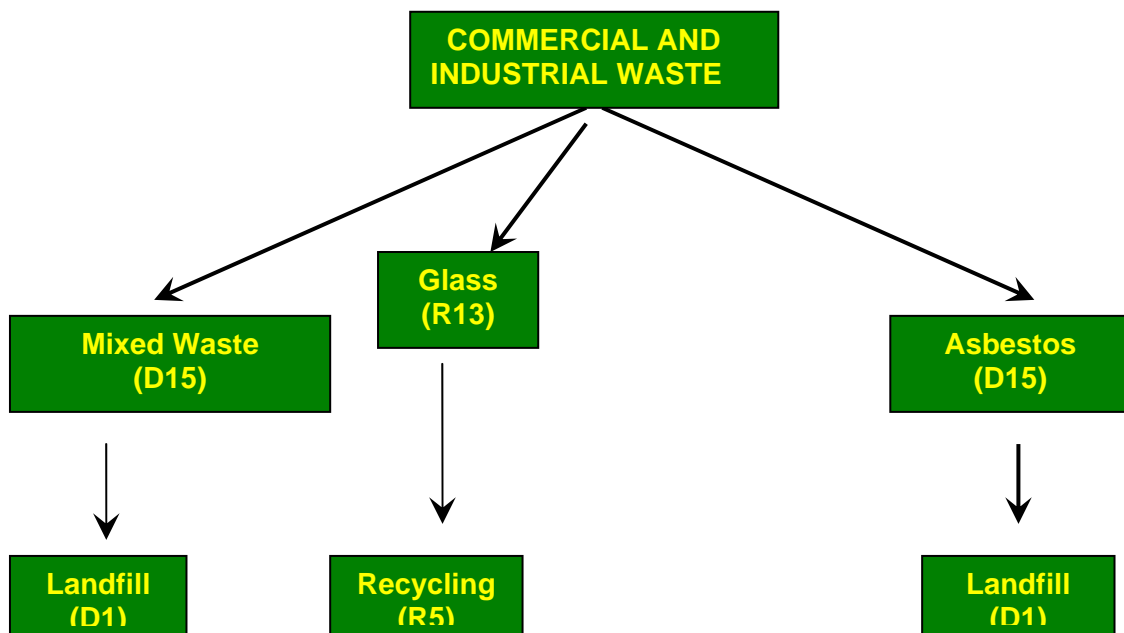 COMMERCIAL AND
INDUSTRIAL WASTE
Glass
(R13)
Mixed Waste
(D15)
Asbestos
(D15)
Landfill
(D1)
Recycling
(R5)
Landfill
(D1)